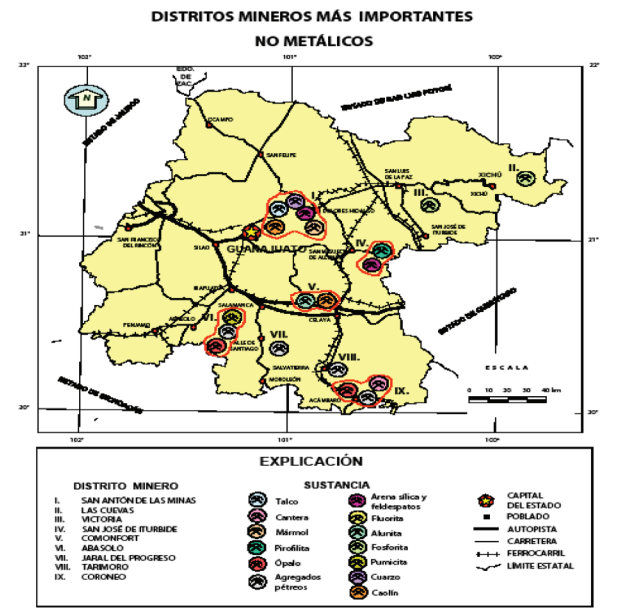 DISTRITOS MINEROS MÁS IMPORTANTES
NO METÁLICOS
102° 101° 100°
22° 22°
EDO.
DE
ZAC.
N
ESTADO DE JALISCO
ESTADO DE SAN LUIS POTOSÍ
OCAMPO
SAN FELIPE
SAN LUIS
DE LA PAZ
XICHÚ
II.
XICHÚ
III.
I.
DOLORES HIDALGO
SAN JOSÉ DE
ITURBIDE
21° 21°
SAN FRANCISCO
DEL RINCÓN
SILAO
GUANAJUATO
IV.
SAN MIGUEL
DE ALLENDE
IRAPUATO
V.
SALAMANCA
CELAYA
ESTADO DE QUERÉTARO
PENJAMO
ABASOLO
VI.
VALLE DE
SANTIAGO
VII.
VIII.
SALVATIERRA
MOROLEÓN
IX.
ACÁMBARO
ESTADO DE MICHOACÁN
ESCALA
0 10 20 30 40 km
20° 20°
102° 101° 100°
EXPLICACIÓN
DISTRITO MINERO
I. SAN ANTÓN DE LAS MINAS
II. LAS CUEVAS
III. VICTORIA
IV. SAN JOSÉ DE ITURBIDE
V. COMONFORT
VI. ABASOLO
VII. JARAL DEL PROGRESO
VIII. TARIMORO
IX. CORONEO
SUSTANCIA
Talco
Cantera
Mármol
Pirofilita
Ópalo
Agregados
pétreos
Arena sílica y
feldespatos
Fluorita
Alunita
Fosforita
Pumicita
Cuarzo
Caolín
CAPITAL
DEL ESTADO
POBLADO
AUTOPISTA
CARRETERA
FERROCARRIL
LÍMITE ESTATAL